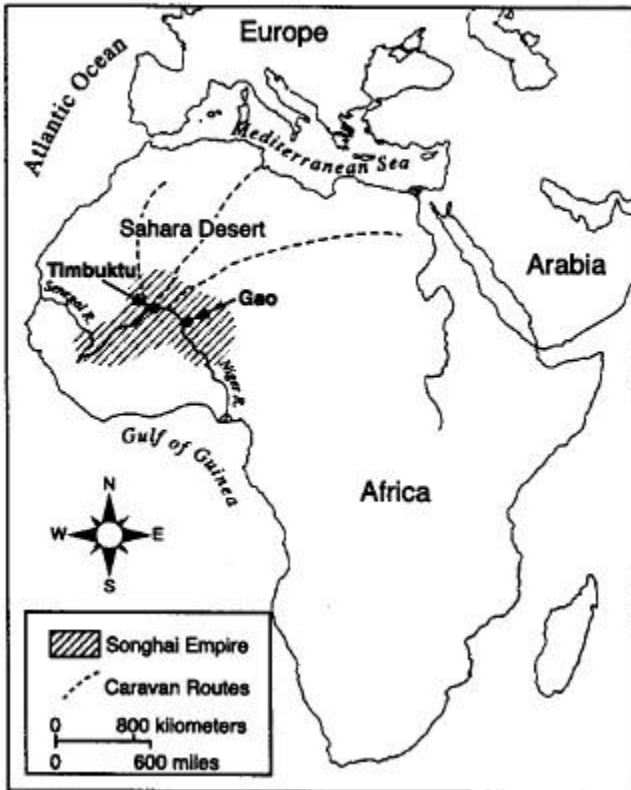 Europe
Atlantic Ocean
Mediterranean Sea
Sahara Desert
Timbuktu
Arabia
Senegal R.
Gao
Niger R.
Gulf of Guinea
Africa
N
W E
S
Songhai Empire
Caravan Routes
0 800 kilometers
0 600 miles